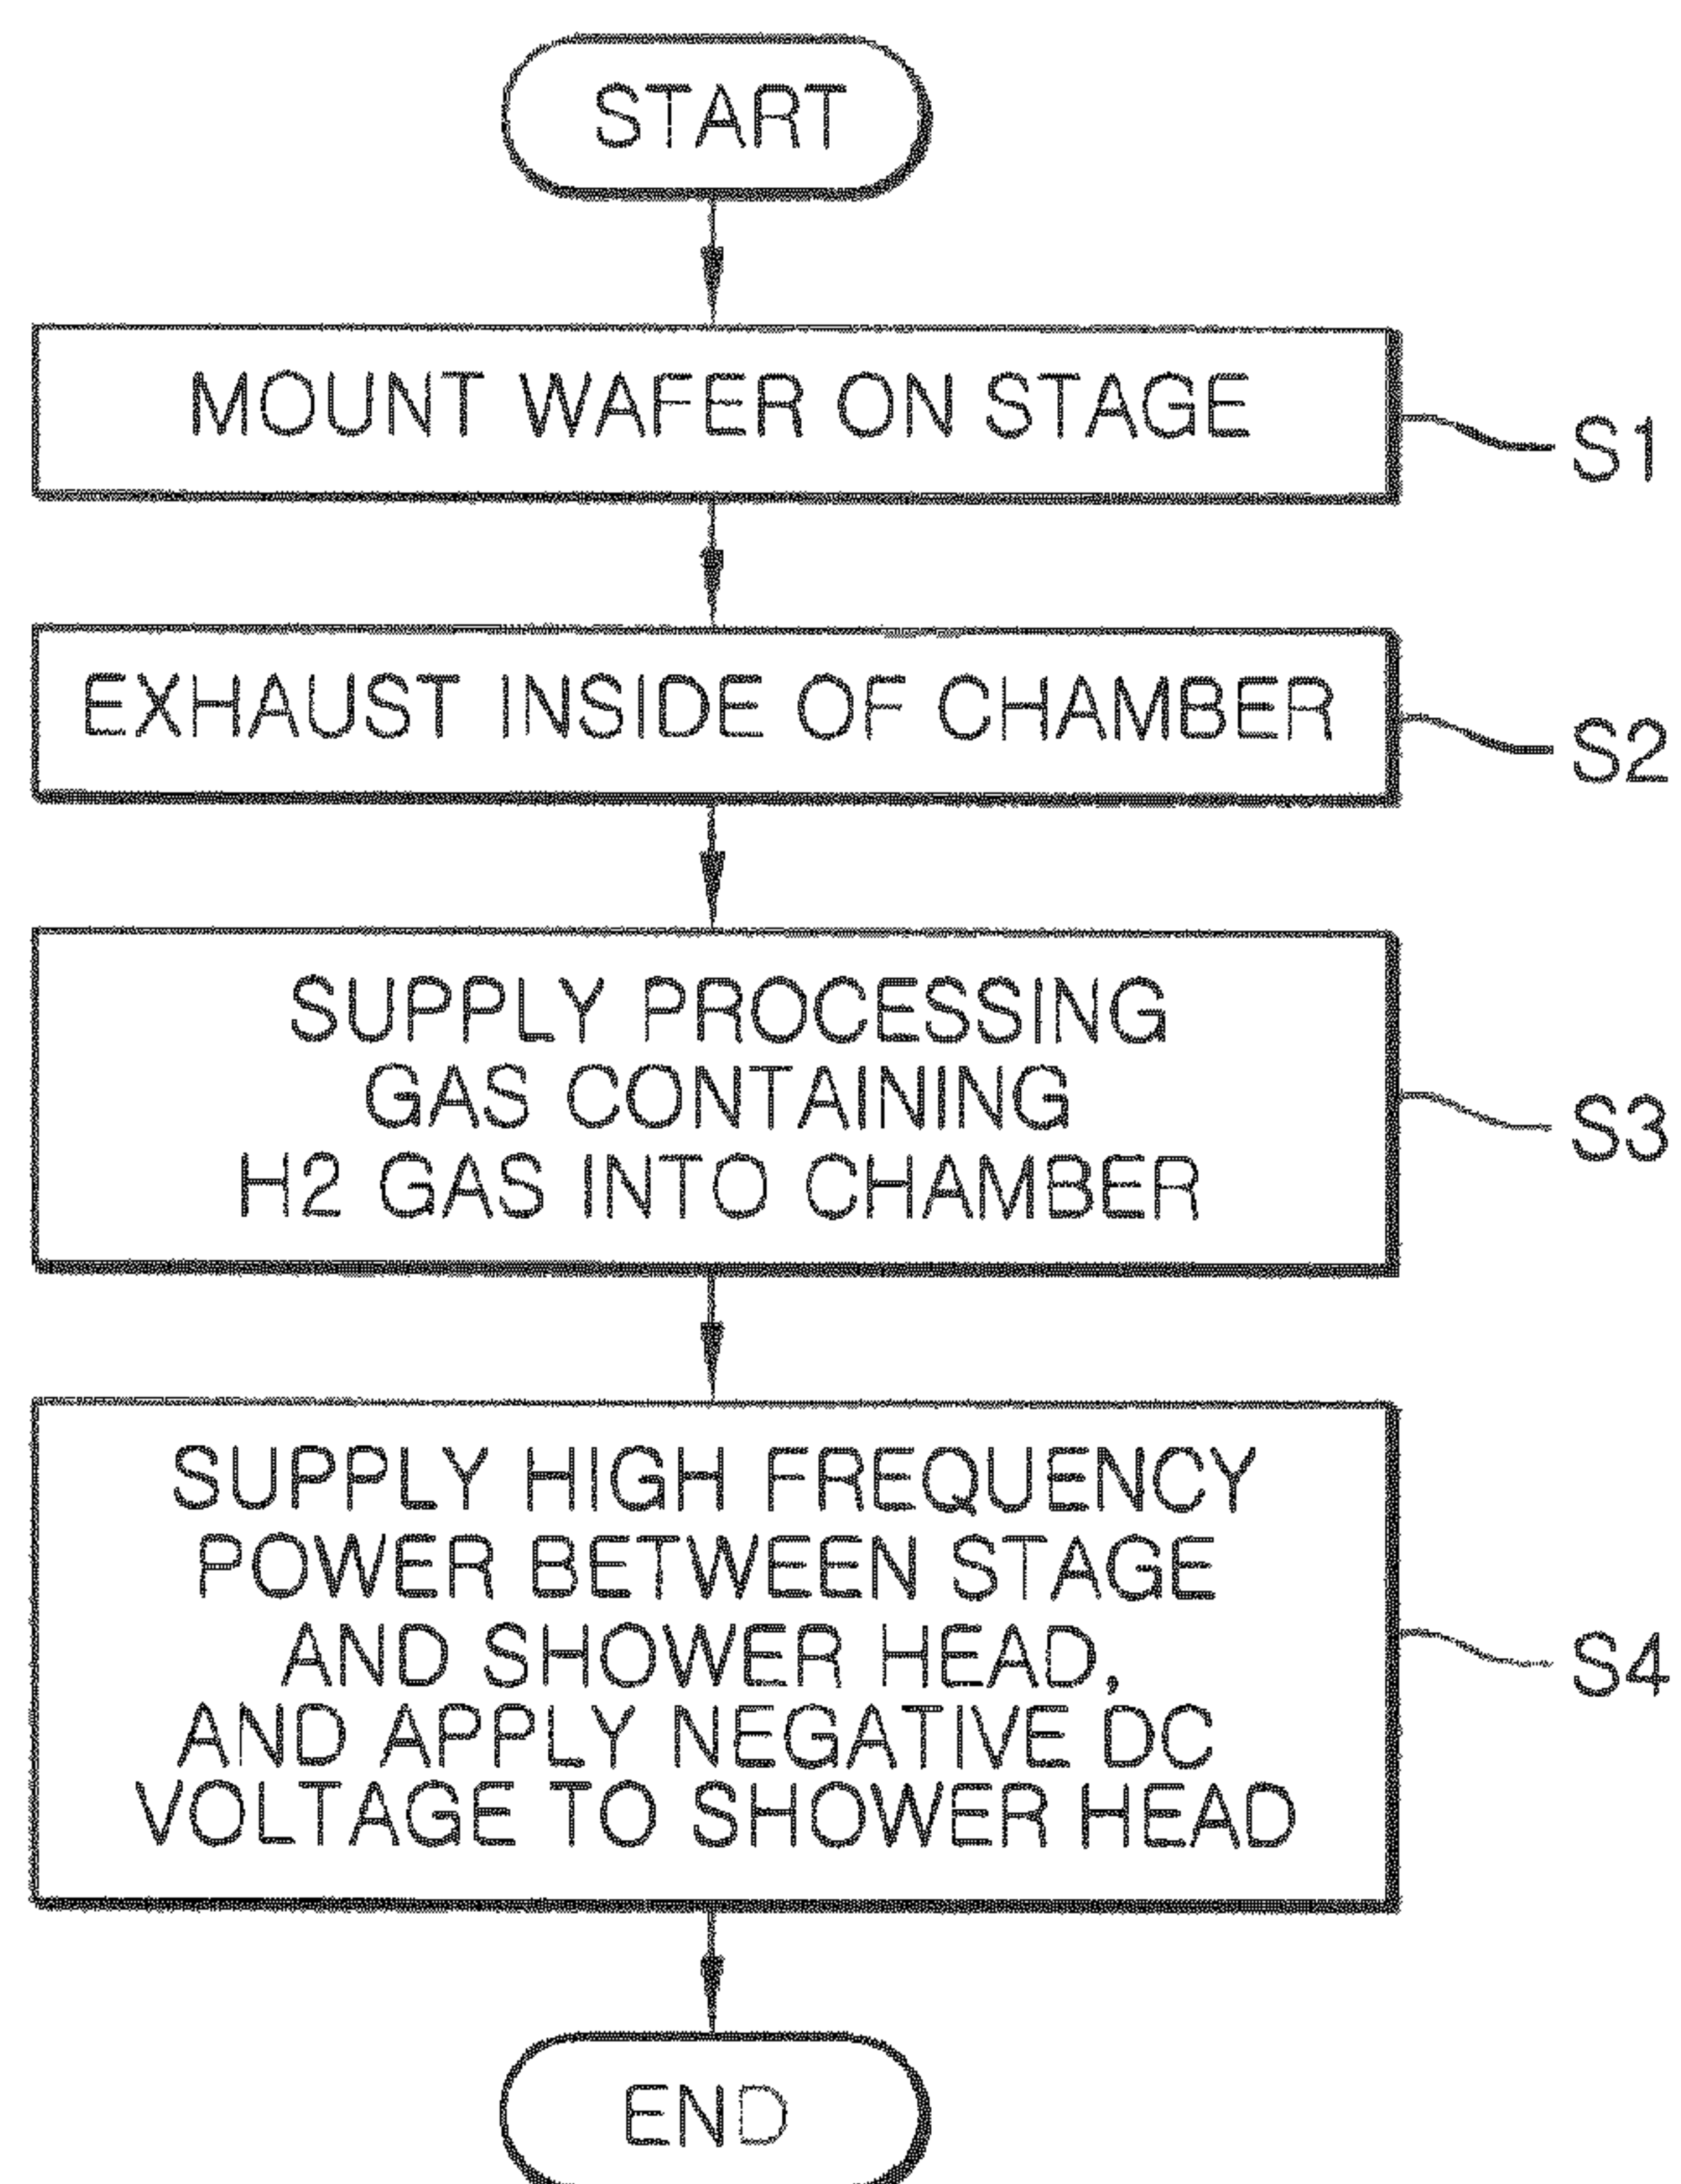 START
MOUNT WAFER ON STAGE
S1
EXHAUST INSIDE OF CHAMBER
S2
SUPPLY PROCESSING
GAS CONTAINING
H2 GAS INTO CHAMBER
S3
SUPPLY HIGH FREQUENCY
POWER BETWEEN STAGE
AND SHOWER HEAD,
AND APPLY NEGATIVE DC
VOLTAGE TO SHOWER HEAD
S4
END